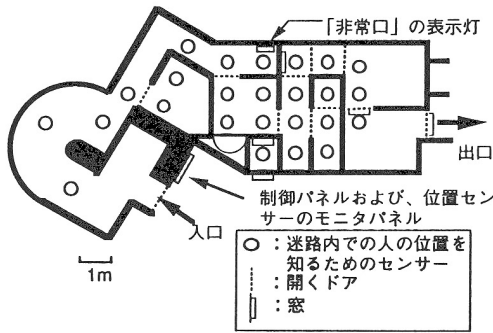 「非常口」の表示灯
出口
制御パネルおよび、位置セン
サーのモニタパネル
入口
1m
○：迷路内での人の位置を
知るためのセンサー
：開くドア
：窓